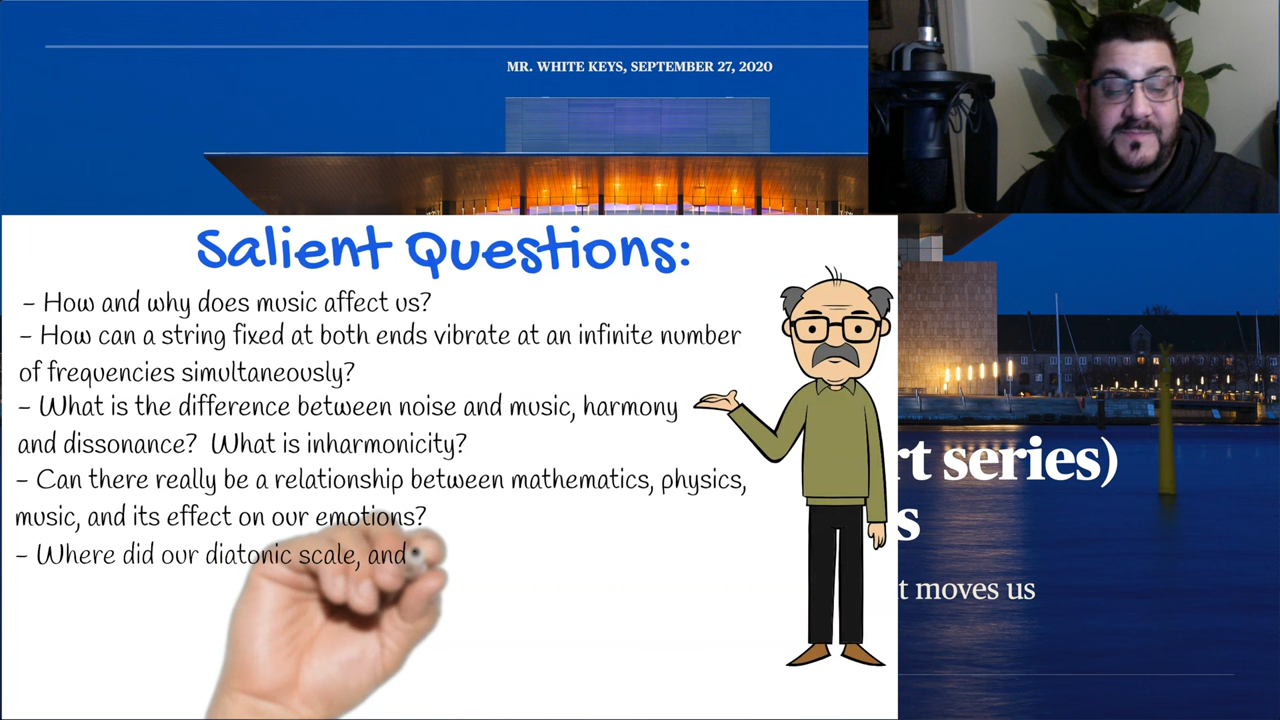 MR. WHITE KEYS, SEPTEMBER 27, 2020
Salient Questions:
- How and why does music affect us?
- How can a string fixed at both ends vibrate at an infinite number
of frequencies simultaneously?
- What is the difference between noise and music, harmony
and dissonance? What is inharmonicity?
- Can there really be a relationship between mathematics, physics,
music, and its effect on our emotions?
- Where did our diatonic scale, and
rt series)
s
t moves us